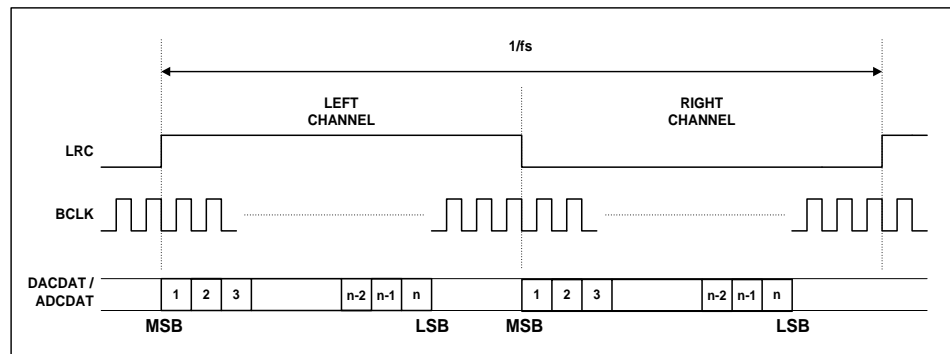 1/fs
LEFT
CHANNEL
RIGHT
CHANNEL
LRC
BCLK
DACDAT /
ADCDAT
1 2 3 n-2 n-1 n 1 2 3 n-2 n-1 n
MSB LSB MSB LSB